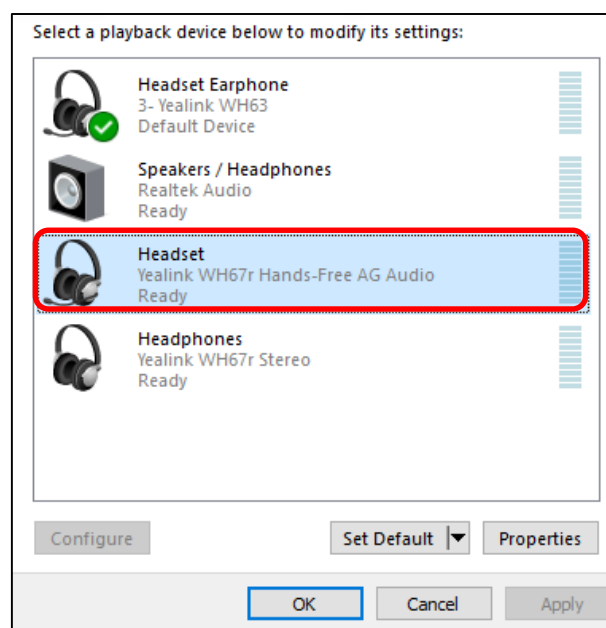 Select a playback device below to modify its settings:
Headset Earphone
3- Yealink WH63
Default Device
Speakers / Headphones
Realtek Audio
Ready
Headset
Yealink WH67r Hands-Free AG Audio
Ready
Headphones
Yealink WH67r Stereo
Ready
Configure Set Default Properties
OK Cancel Apply